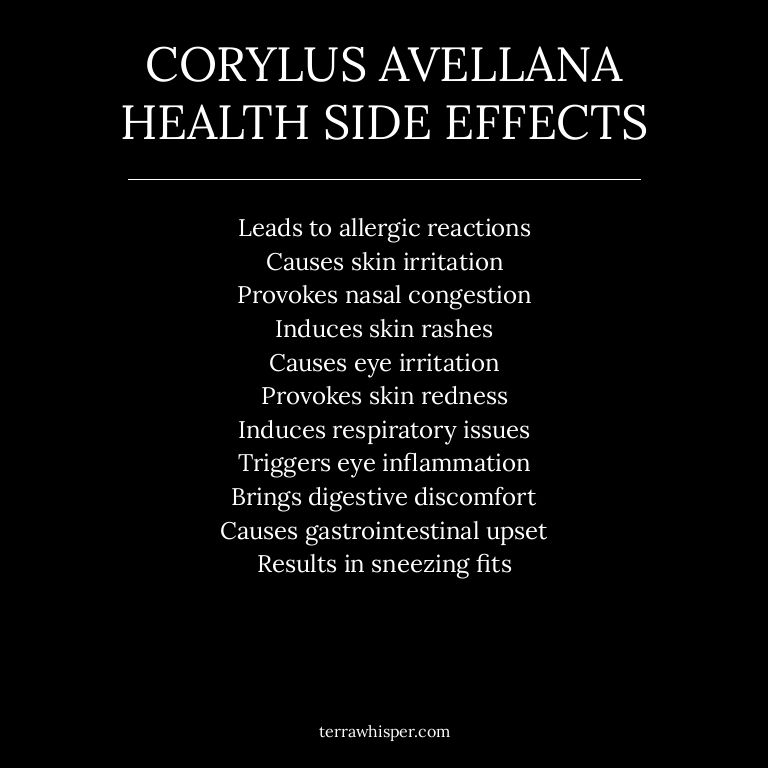 CORYLUS AVELLANA
HEALTH SIDE EFFECTS
Leads to allergic reactions
Causes skin irritation
Provokes nasal congestion
Induces skin rashes
Causes eye irritation
Provokes skin redness
Induces respiratory issues
Triggers eye inflammation
Brings digestive discomfort
Causes gastrointestinal upset
Results in sneezing fits
terrawhisper.com